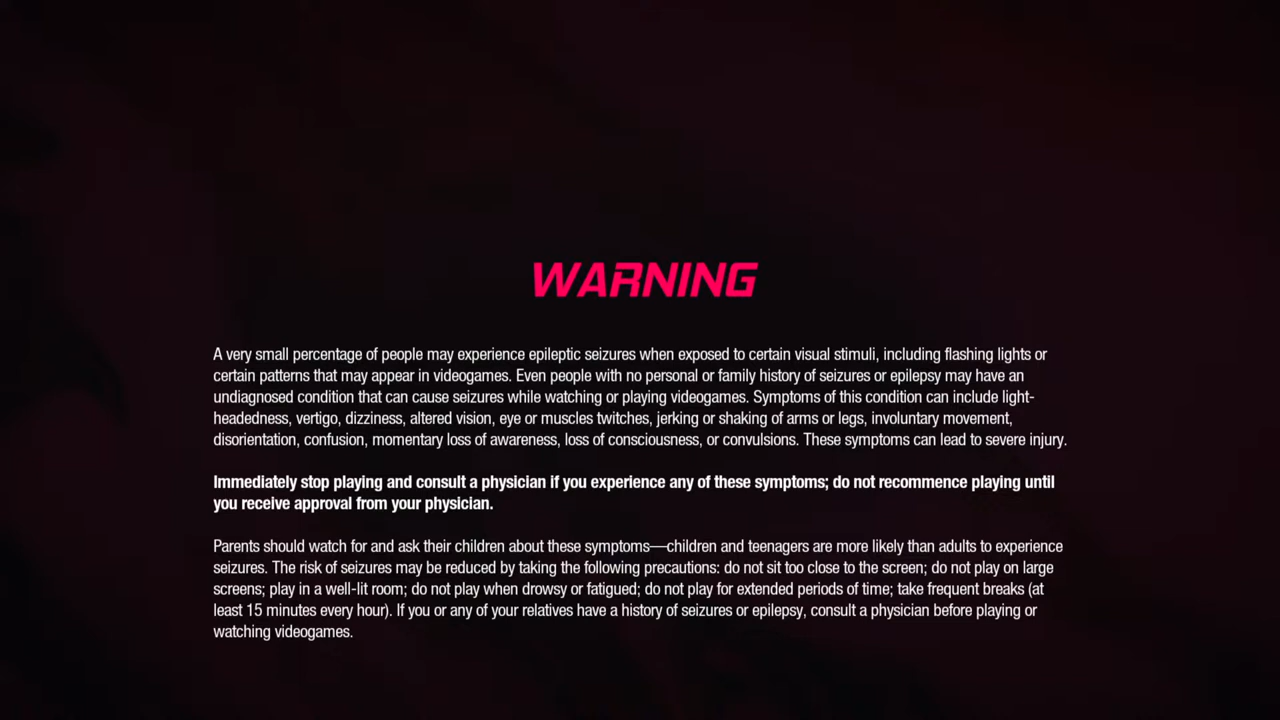 WARNING
A very small percentage of people may experience epileptic seizures when exposed to certain visual stimuli, including flashing lights or
certain patterns that may appear in videogames. Even people with no personal or family history of seizures or epilepsy may have an
undiagnosed condition that can cause seizures while watching or playing videogames. Symptoms of this condition can include light-
headedness, vertigo, dizziness, altered vision, eye or muscles twitches, jerking or shaking of arms or legs, involuntary movement,
disorientation, confusion, momentary loss of awareness, loss of consciousness, or convulsions. These symptoms can lead to severe injury.
Immediately stop playing and consult a physician if you experience any of these symptoms; do not recommence playing until
you receive approval from your physician.
Parents should watch for and ask their children about these symptoms—children and teenagers are more likely than adults to experience
seizures. The risk of seizures may be reduced by taking the following precautions: do not sit too close to the screen; do not play on large
screens; play in a well-lit room; do not play when drowsy or fatigued; do not play for extended periods of time; take frequent breaks (at
least 15 minutes every hour). If you or any of your relatives have a history of seizures or epilepsy, consult a physician before playing or
watching videogames.